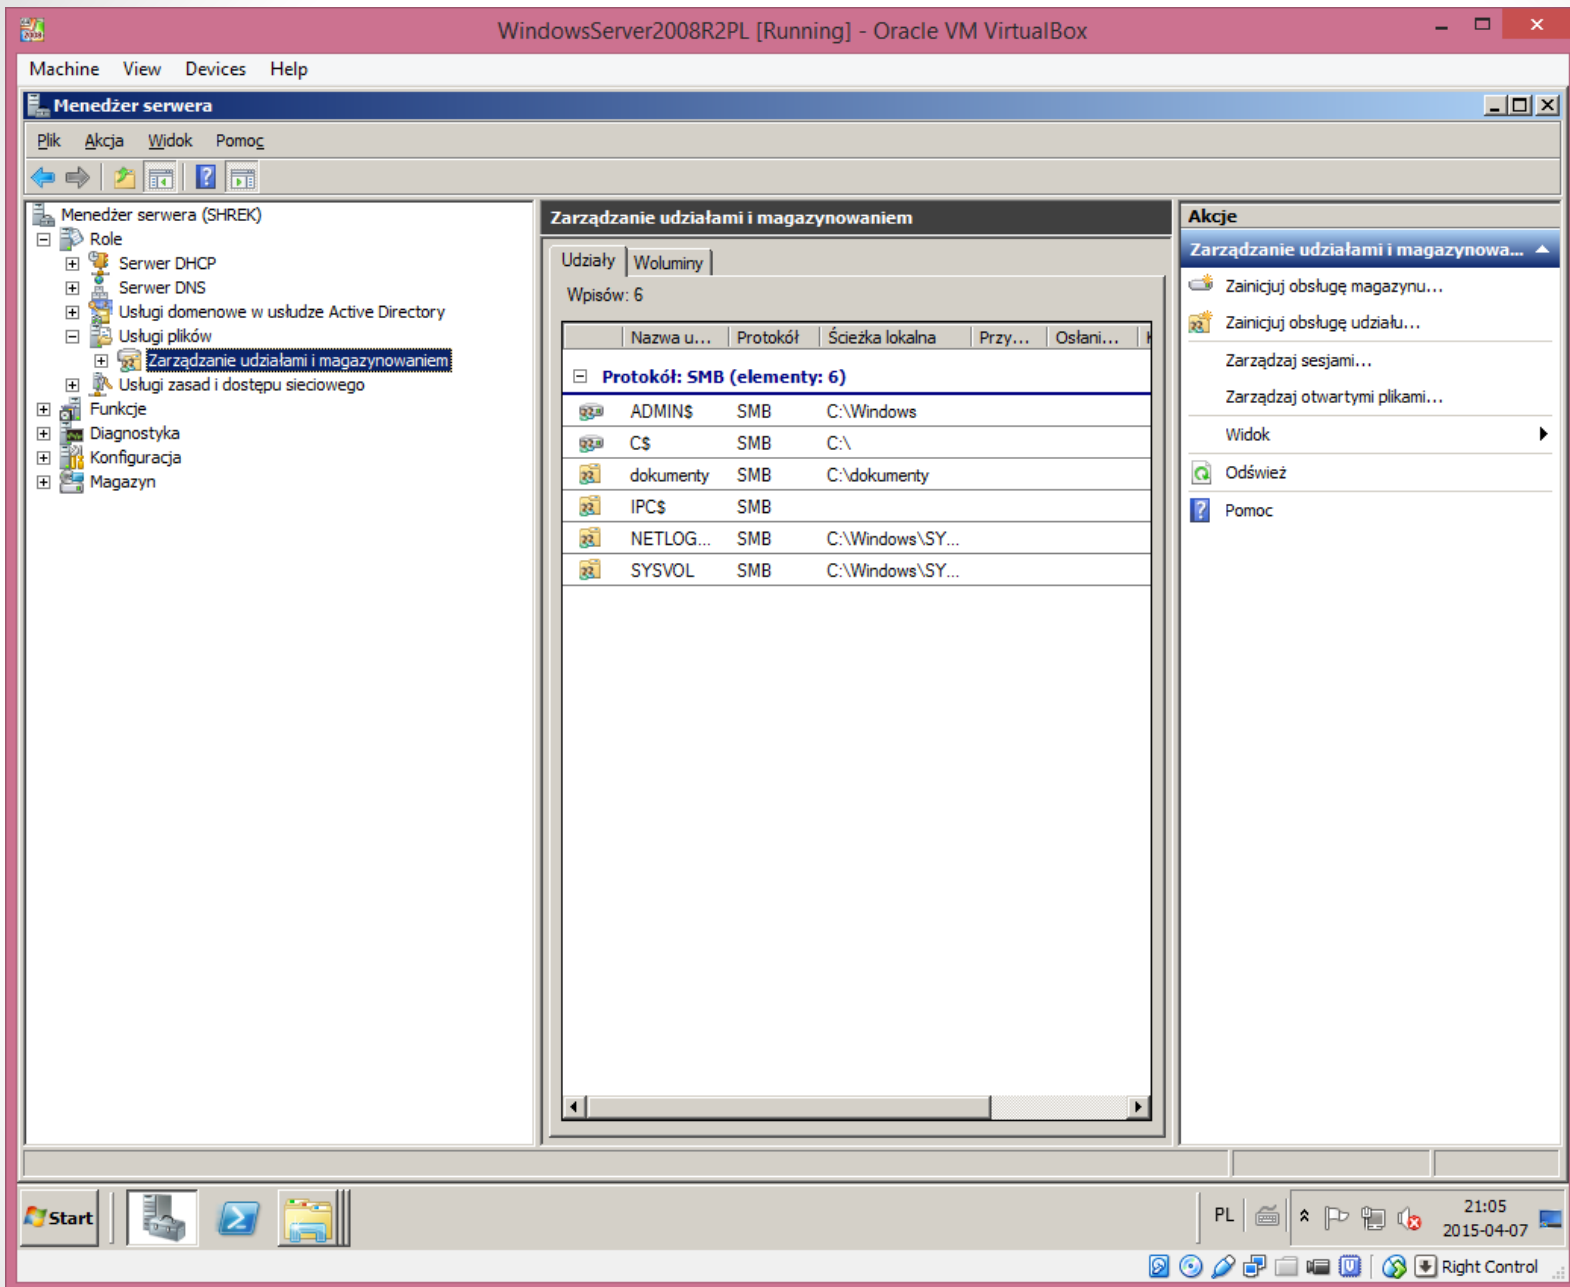 WindowsServer2008R2PL [Running] - Oracle VM VirtualBox
Machine View Devices Help
Menedżer serwera
Plik Akcja Widok Pomoc
Menedżer serwera (SHREK)
Role
Serwer DHCP
Serwer DNS
Usługi domenowe w usłudze Active Directory
Usługi plików
Zarządzanie udziałami i magazynowaniem
Usługi zasad i dostępu sieciowego
Funkcje
Diagnostyka
Konfiguracja
Magazyn
Zarządzanie udziałami i magazynowaniem
Udziały Woluminy
Wpisów: 6
Nazwa u... Protokół Ścieżka lokalna Przy... Osłani...
Protokół: SMB (elementy: 6)
ADMIN$ SMB C:\Windows
C$ SMB C:\
dokumenty SMB C:\dokumenty
IPC$ SMB
NETLOG... SMB C:\Windows\SY...
SYSVOL SMB C:\Windows\SY...
Akcje
Zarządzanie udziałami i magazynowa...
Zainicjuj obsługę magazynu...
Zainicjuj obsługę udziału...
Zarządzaj sesjami...
Zarządzaj otwartymi plikami...
Widok
Odśwież
Pomoc
Start
PL
21:05
2015-04-07
Right Control